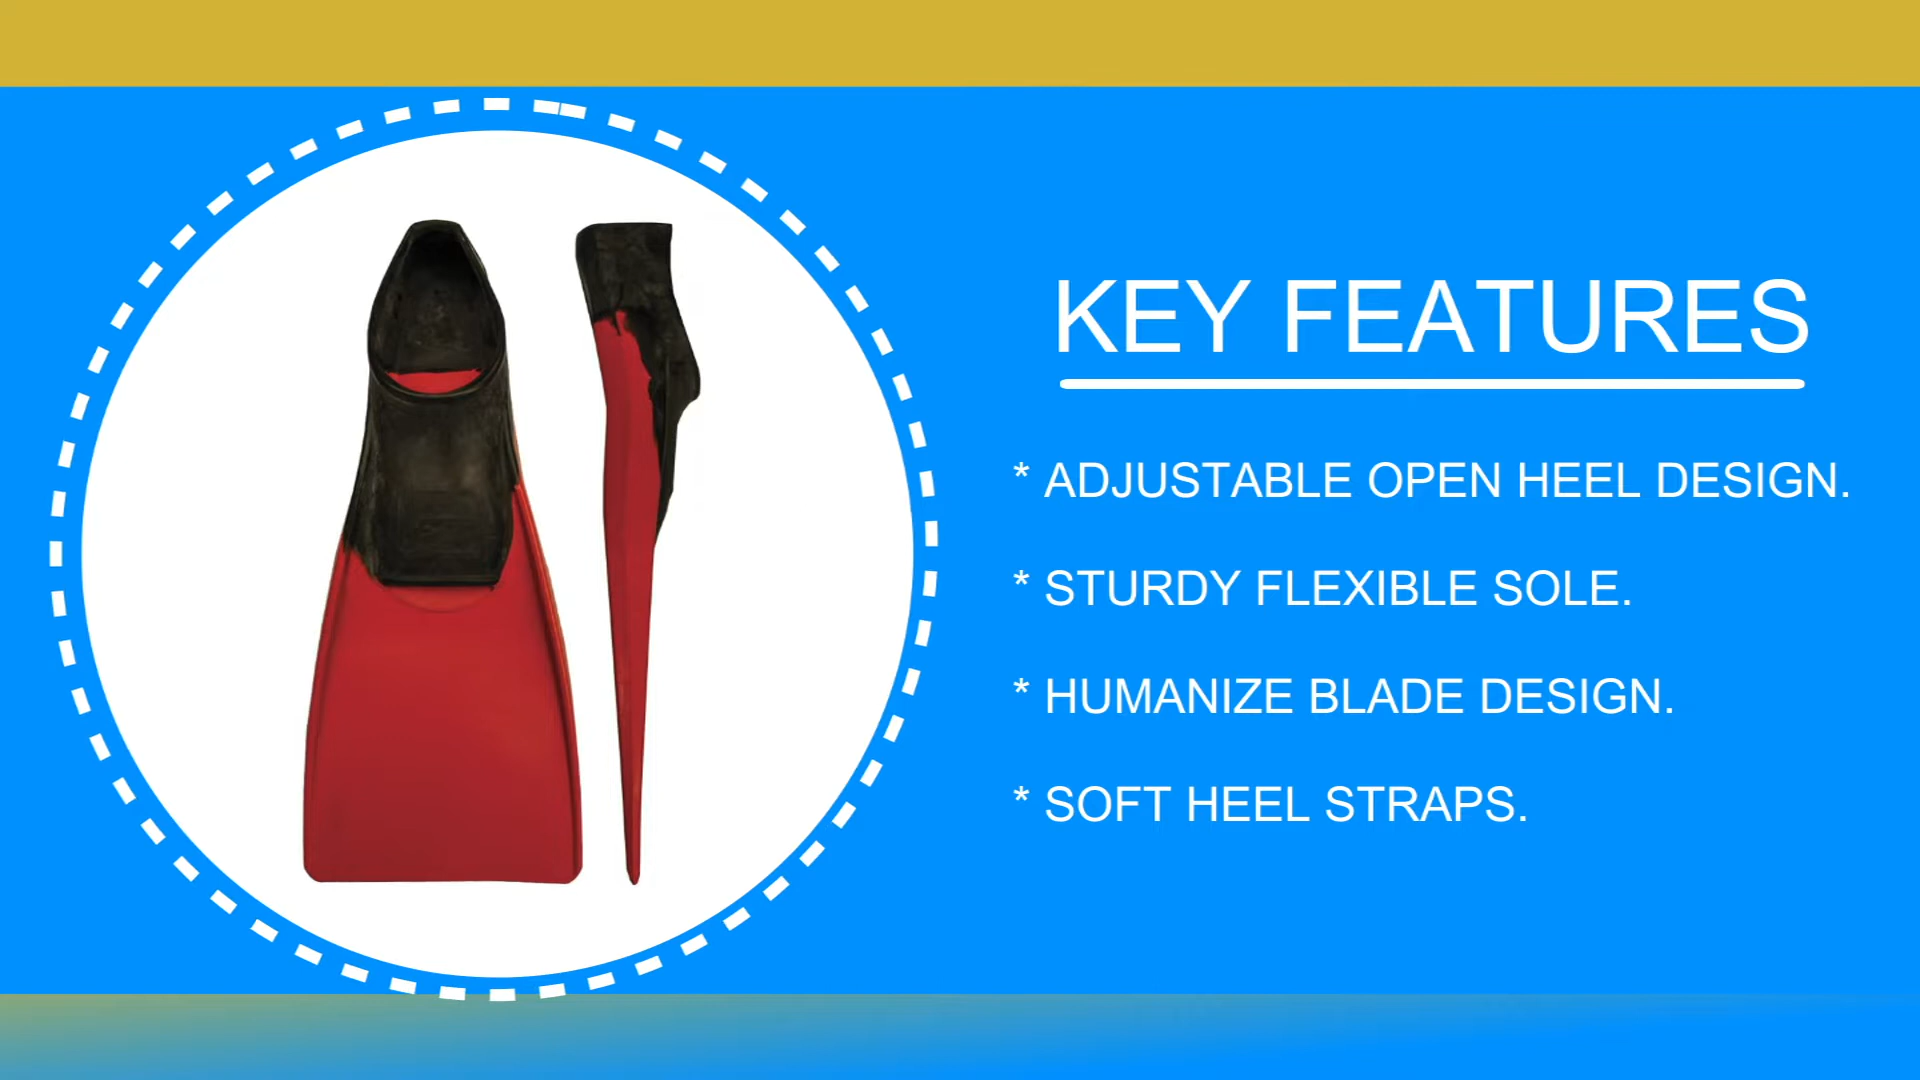 KEY FEATURES
* ADJUSTABLE OPEN HEEL DESIGN.
* STURDY FLEXIBLE SOLE.
* HUMANIZE BLADE DESIGN.
* SOFT HEEL STRAPS.